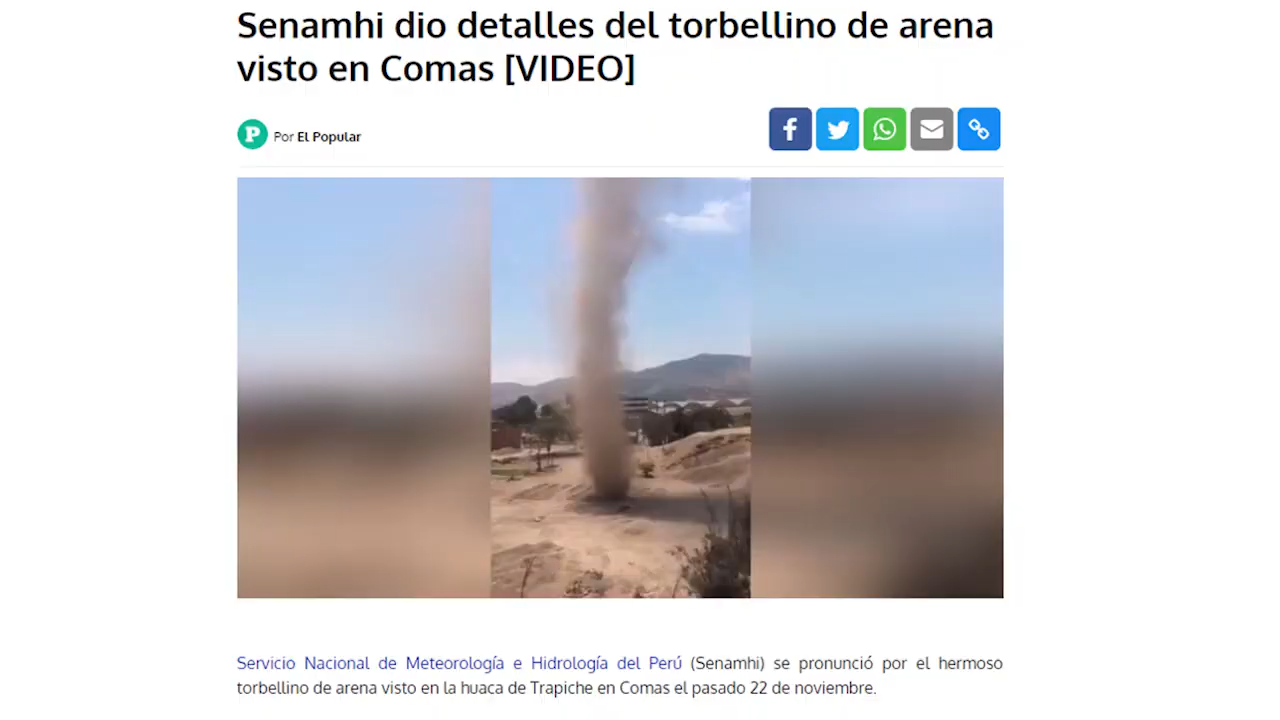 Senamhi dio detalles del torbellino de arena
visto en Comas [VIDEO]
P Por El Popular
Servicio Nacional de Meteorología e Hidrología del Perú (Senamhi) se pronunció por el hermoso
torbellino de arena visto en la huaca de Trapiche en Comas el pasado 22 de noviembre.